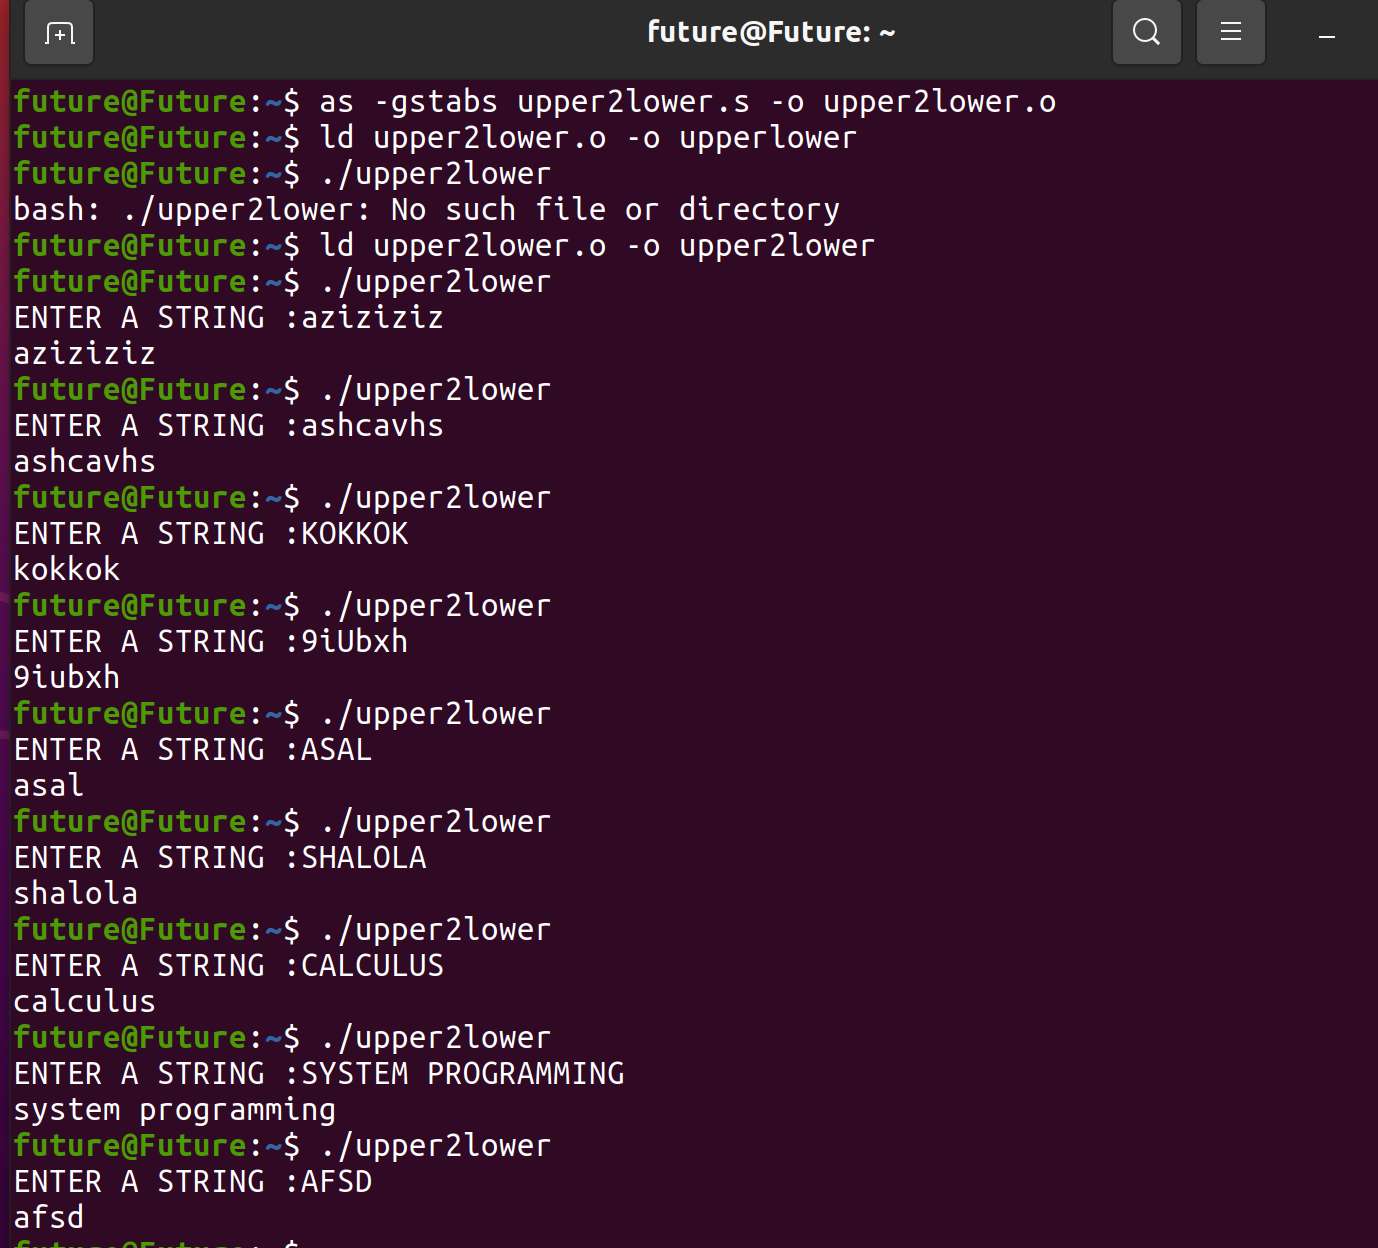 future@Future: ~
future@Future:~$ as -gstabs upper2lower.s -o upper2lower.o
future@Future:~$ ld upper2lower.o -o upperlower
future@Future:~$ ./upper2lower
bash: ./upper2lower: No such file or directory
future@Future:~$ ld upper2lower.o -o upper2lower
future@Future:~$ ./upper2lower
ENTER A STRING :aziziziz
aziziziz
future@Future:~$ ./upper2lower
ENTER A STRING :ashcavhs
ashcavhs
future@Future:~$ ./upper2lower
ENTER A STRING :KOKKOK
kokkok
future@Future:~$ ./upper2lower
ENTER A STRING :9iUbxh
9iubxh
future@Future:~$ ./upper2lower
ENTER A STRING :ASAL
asal
future@Future:~$ ./upper2lower
ENTER A STRING :SHALOLA
shalola
future@Future:~$ ./upper2lower
ENTER A STRING :CALCULUS
calculus
future@Future:~$ ./upper2lower
ENTER A STRING :SYSTEM PROGRAMMING
system programming
future@Future:~$ ./upper2lower
ENTER A STRING :AFSD
afsd